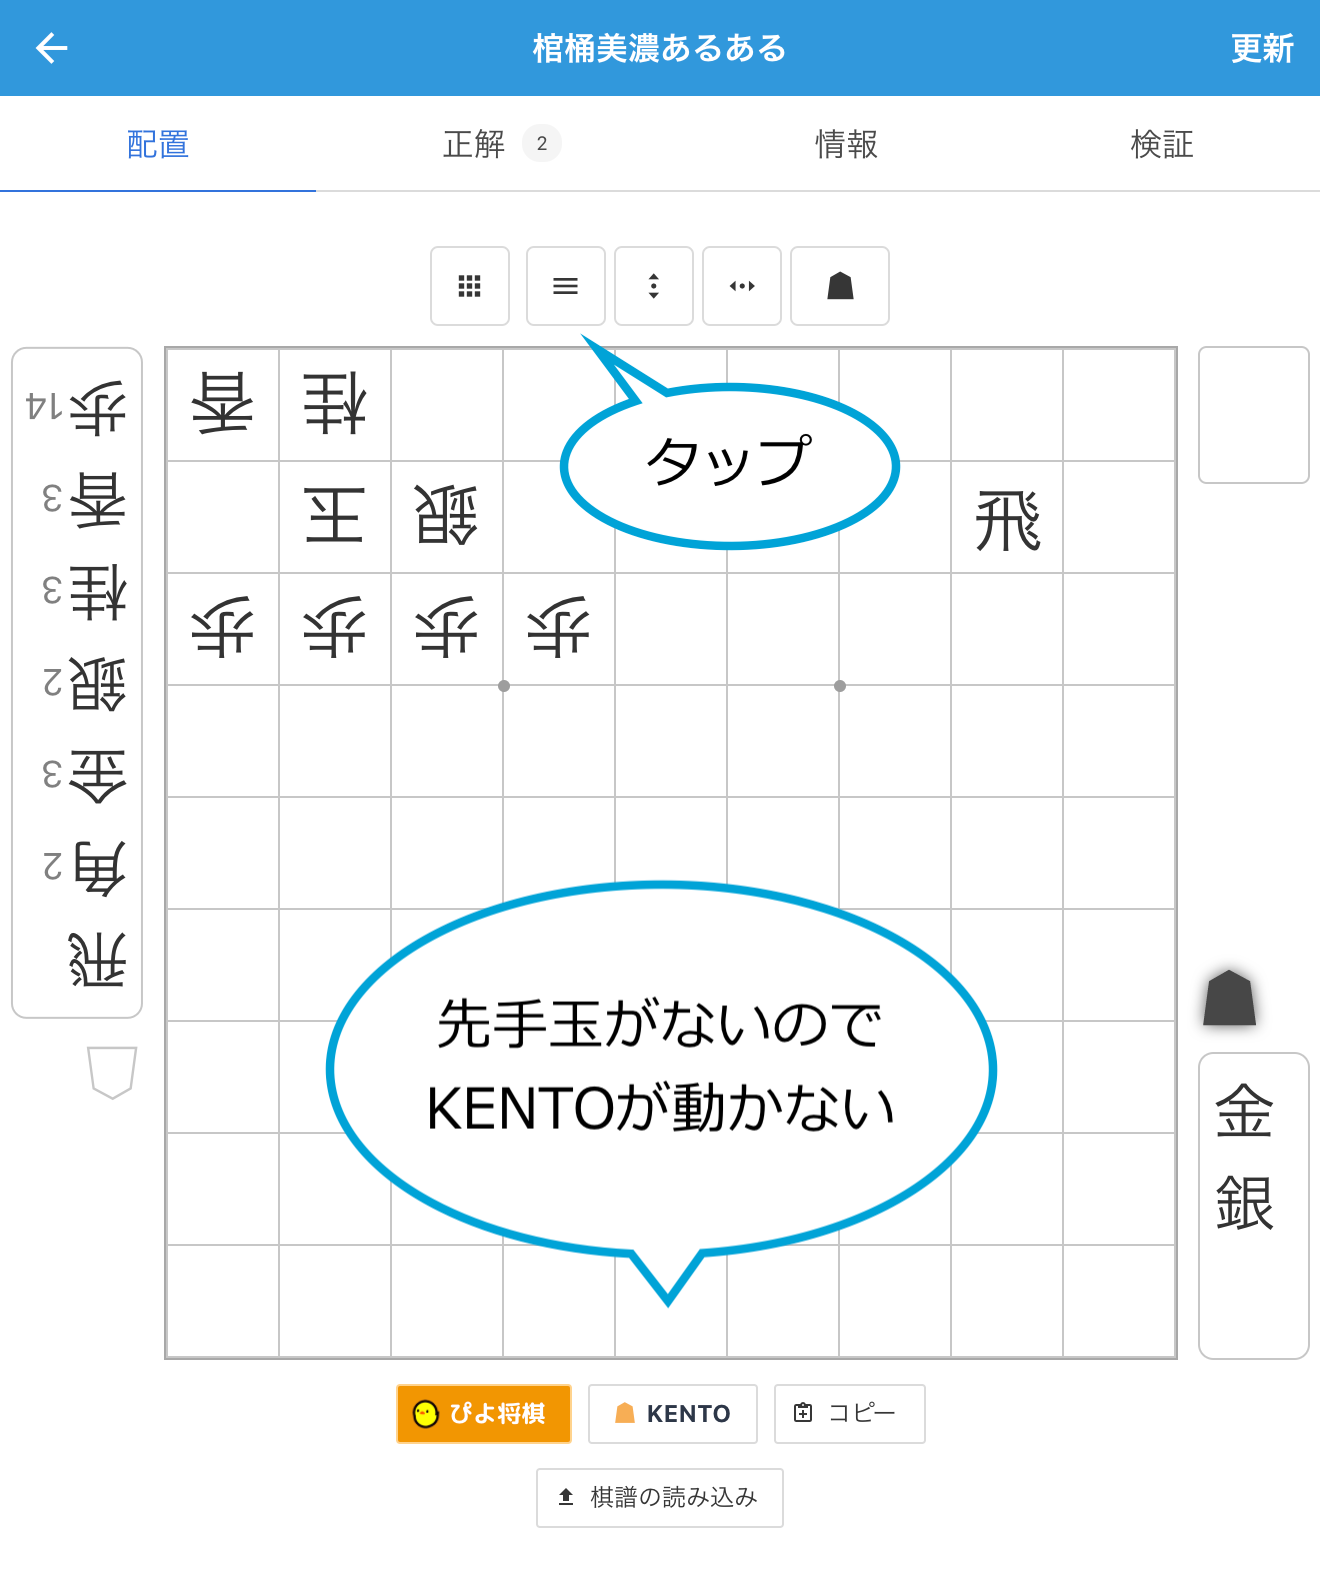 棺桶美濃あるある
更新
配置
正解 2
情報
検証
歩14
香3
桂3
銀2
金3
角2
飛
香 桂
王 銀 飛
歩 歩 歩 歩
タップ
先手玉がないので
KENTOが動かない
金
銀
ぴよ将棋
KENTO
コピー
棋譜の読み込み